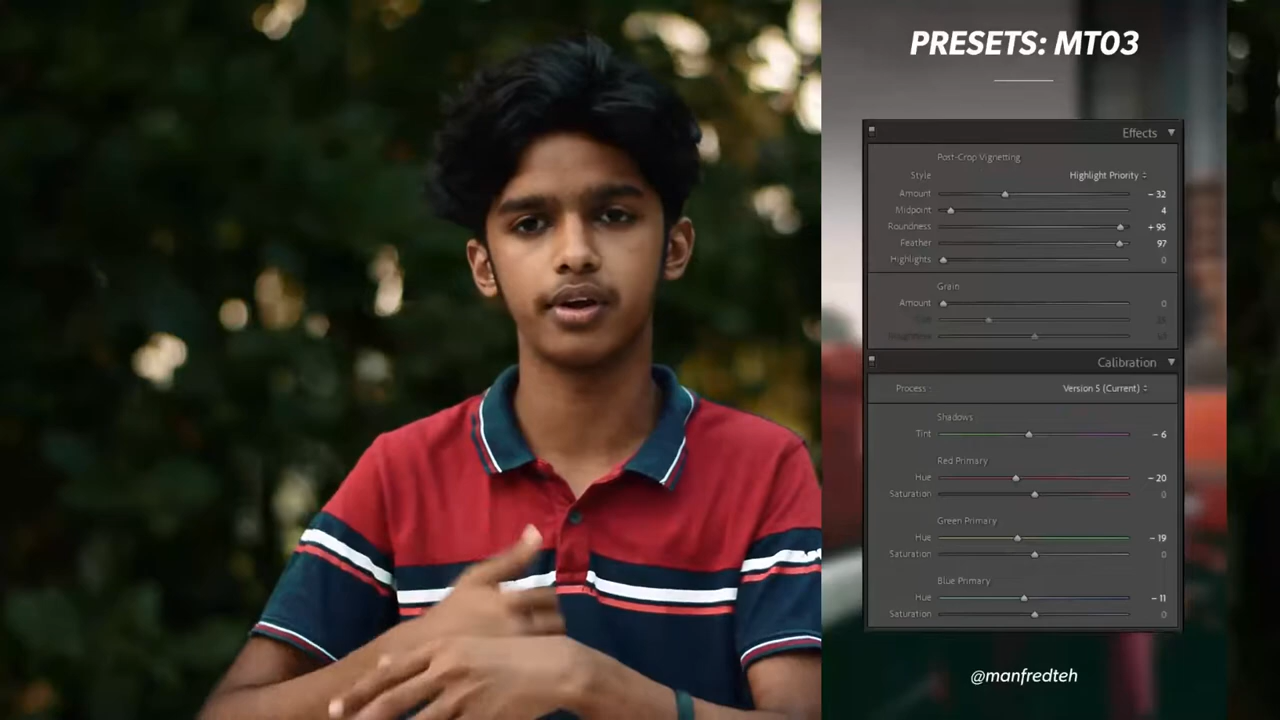 PRESETS: MT03
Effects
Post-Crop Vignetting
Style Highlight Priority
Amount - 32
Midpoint 4
Roundness + 95
Feather 97
Highlights 0
Grain
Amount 0
Calibration
Process : Version 5 (Current)
Shadows
Tint - 6
Red Primary
Hue - 20
Saturation 0
Green Primary
Hue - 19
Saturation 0
Blue Primary
Hue - 11
Saturation 0
@manfredteh